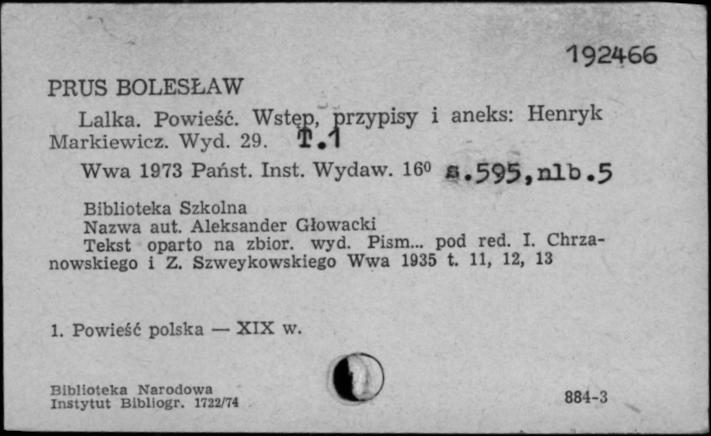 192466
PRUS BOLESŁAW
Lalka. Powieść. Wstęp, przypisy i aneks: Henryk
Markiewicz. Wyd. 29. T.1
Wwa 1973 Państ. Inst. Wydaw. 16⁰ s.595,nlb.5
Biblioteka Szkolna
Nazwa aut. Aleksander Głowacki
Tekst oparto na zbior. wyd. Pism... pod red. I. Chrza-
nowskiego i Z. Szweykowskiego Wwa 1935 t. 11, 12, 13
1. Powieść polska — XIX w.
Biblioteka Narodowa
Instytut Bibliogr. 1722/74
884-3